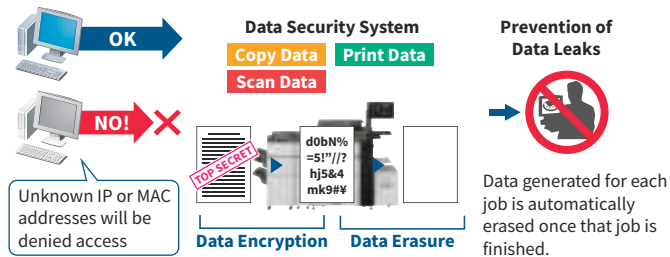 OK
NO!
Unknown IP or MAC
addresses will be
denied access
Data Security System
Copy Data
Print Data
Scan Data
TOP SECRET
d0bN%
=5!"//?
hj5&4
mk9#¥
Data Encryption
Data Erasure
Prevention of
Data Leaks
Data generated for each
job is automatically
erased once that job is
finished.